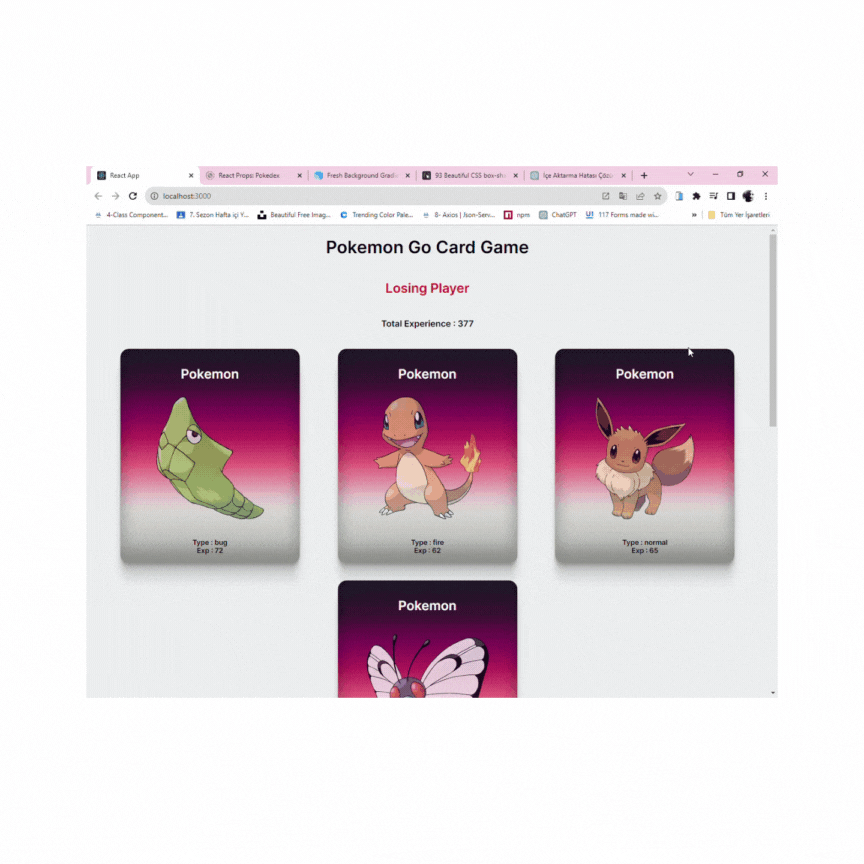 React App
React Props: Pokedex
Fresh Background Gradi
93 Beautiful CSS box-sh
İçe Aktarma Hatası Çözü
localhost:3000
4-Class Component...
7. Sezon Hafta içi Y...
Beautiful Free Imag...
Trending Color Pale...
8- Axios | Json-Serv...
npm
ChatGPT
117 Forms made wi...
»
Tüm Yer İşaretleri
Pokemon Go Card Game
Losing Player
Total Experience : 377
Pokemon
Type : bug
Exp : 72
Pokemon
Type : fire
Exp : 62
Pokemon
Type : normal
Exp : 65
Pokemon